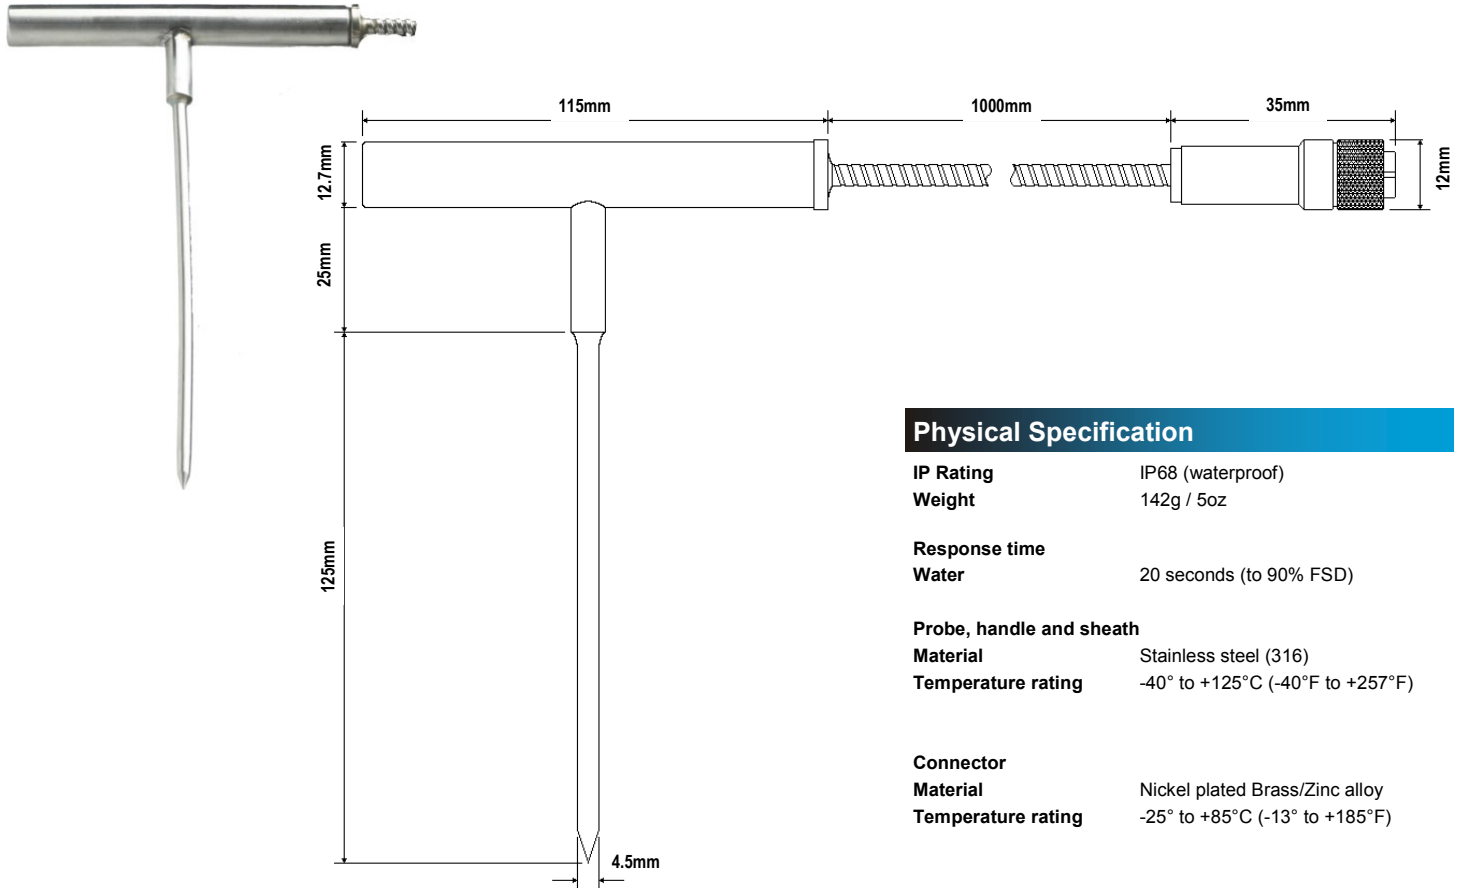 115mm
1000mm
35mm
12.7mm
12mm
25mm
125mm
4.5mm
Physical Specification
IP Rating IP68 (waterproof)
Weight 142g / 5oz
Response time
Water 20 seconds (to 90% FSD)
Probe, handle and sheath
Material Stainless steel (316)
Temperature rating -40° to +125°C (-40°F to +257°F)
Connector
Material Nickel plated Brass/Zinc alloy
Temperature rating -25° to +85°C (-13° to +185°F)